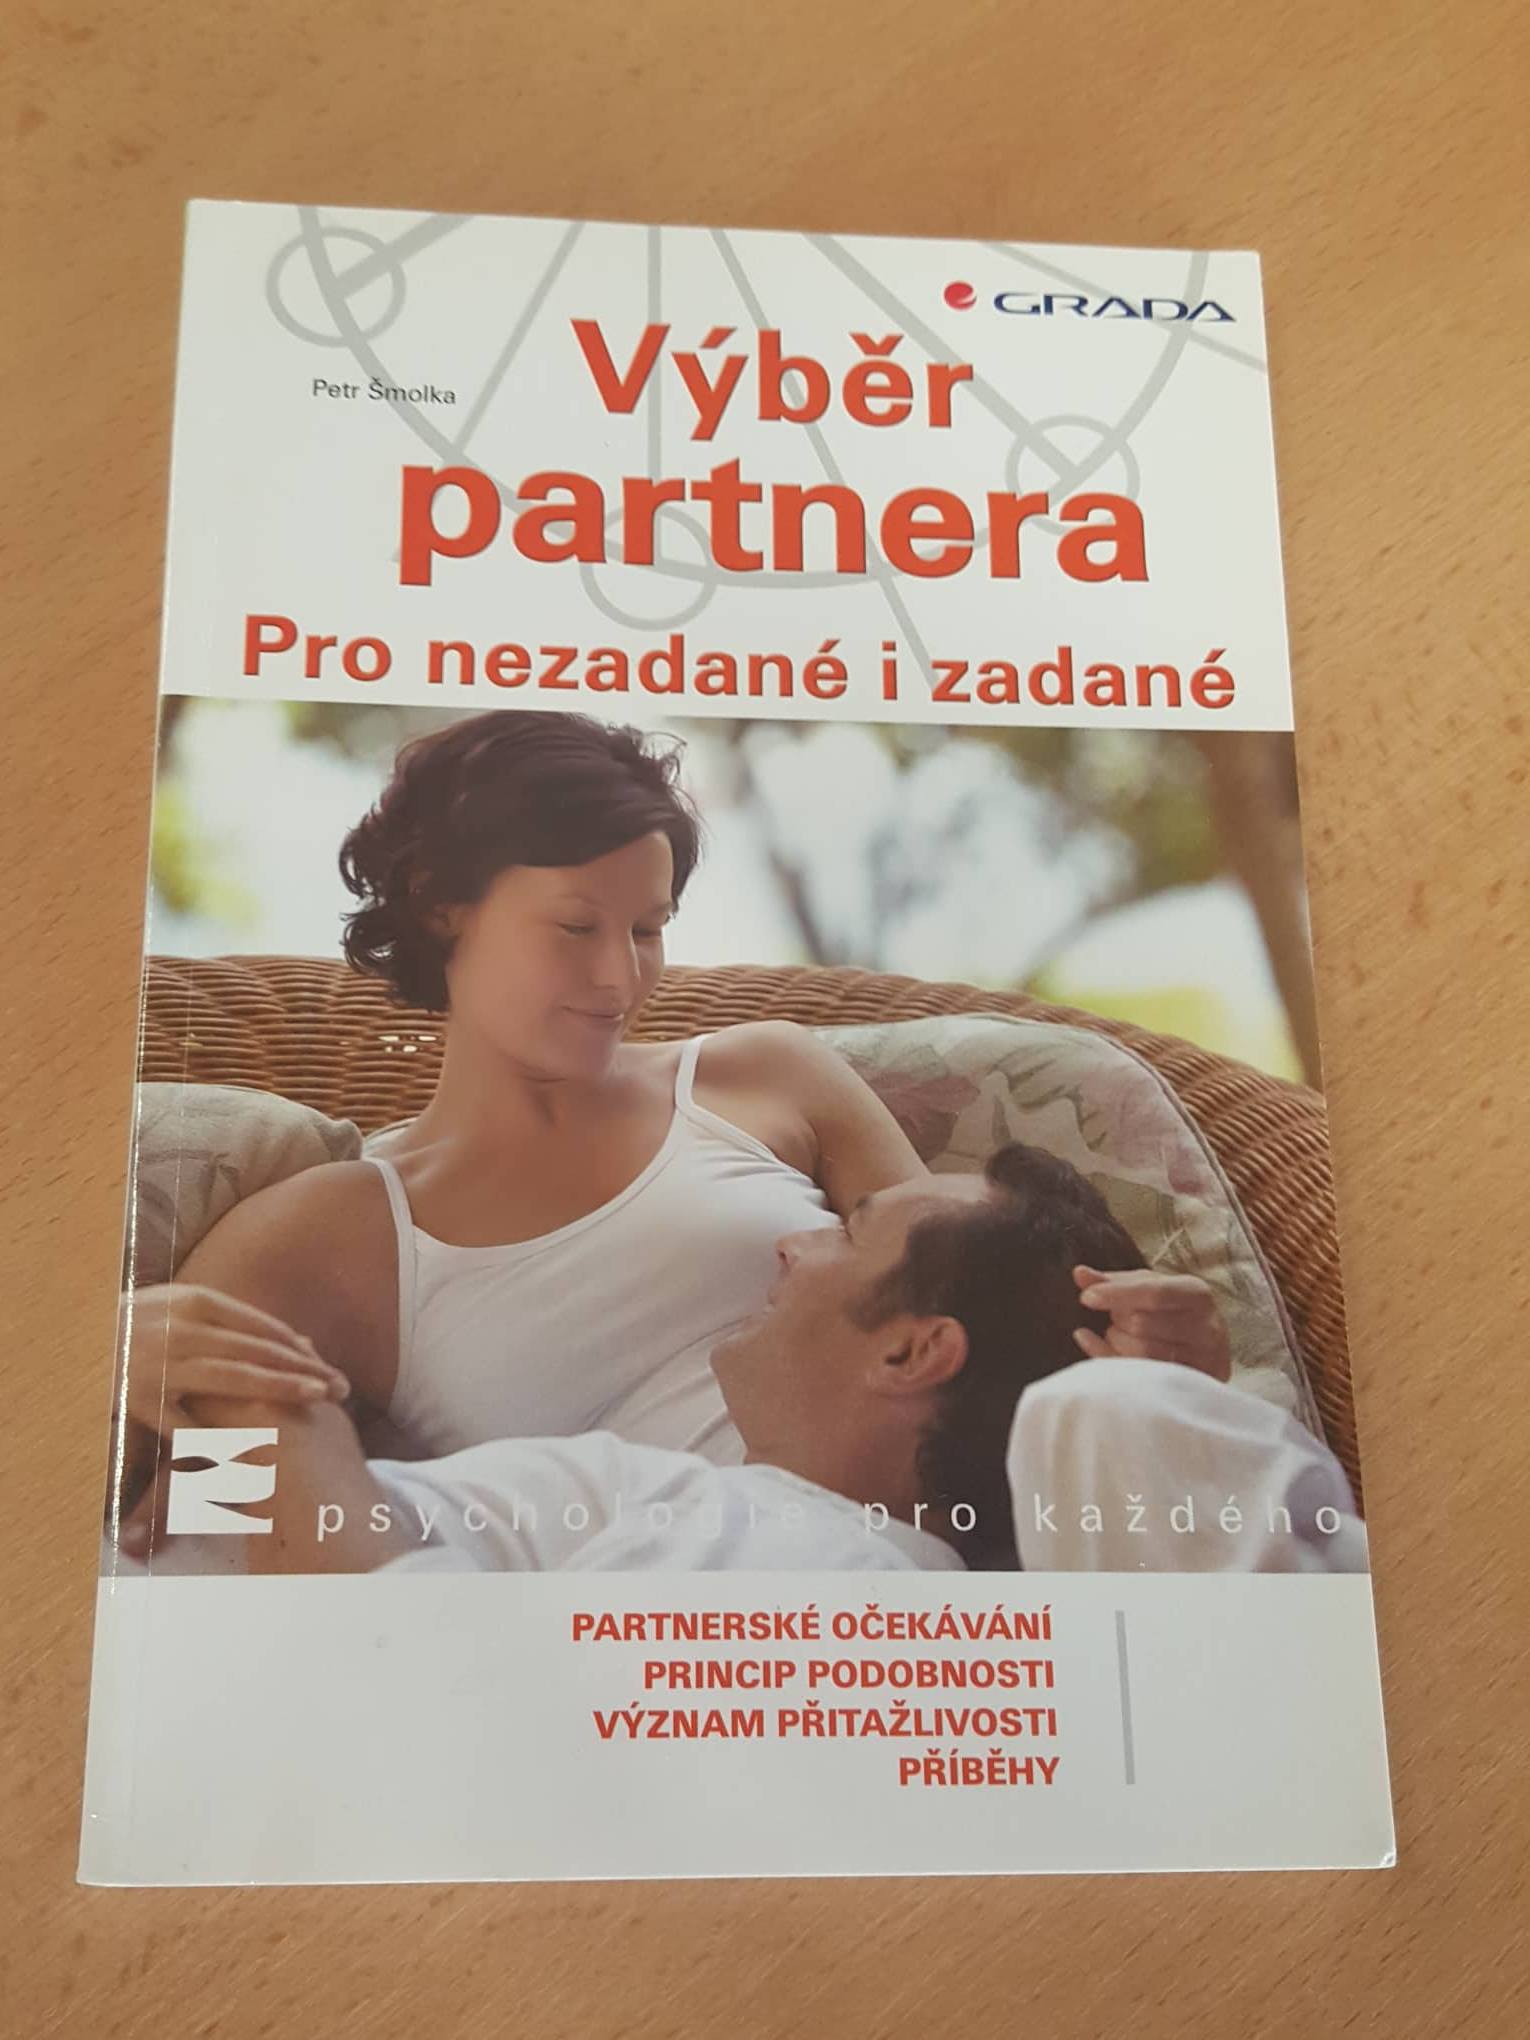 GRADA
Petr Šmolka
Výběr
partnera
Pro nezadané i zadané
psychologie pro každého
PARTNERSKÉ OČEKÁVÁNÍ
PRINCIP PODOBNOSTI
VÝZNAM PŘITAŽLIVOSTI
PŘÍBĚHY